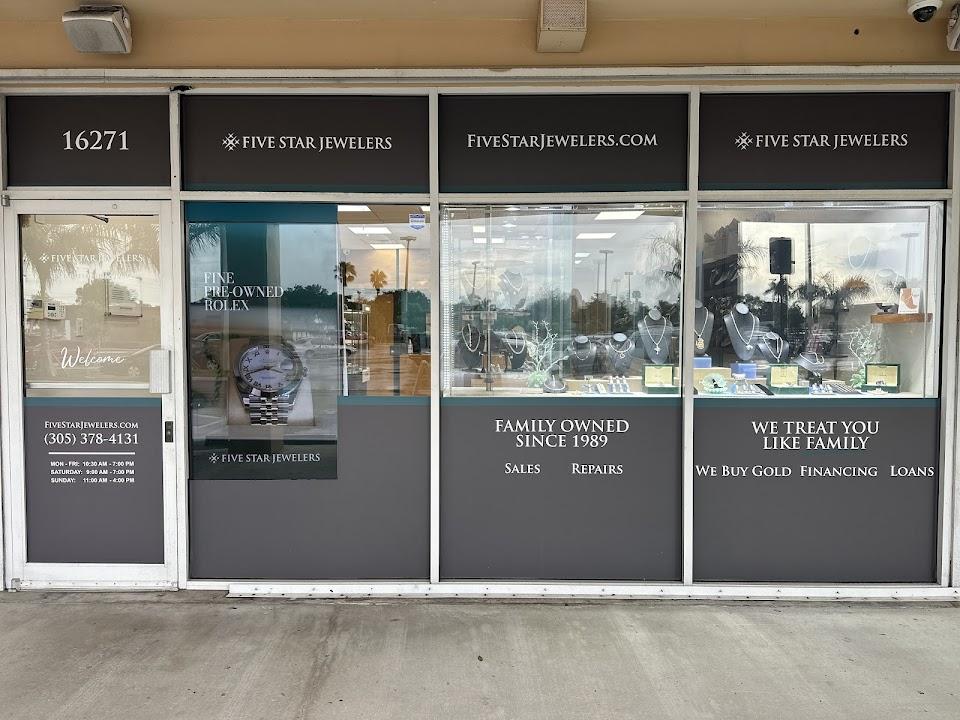 16271
FIVE STAR JEWELERS
FIVESTARJEWELERS.COM
FIVE STAR JEWELERS
FIVE STAR JEWELERS
Welcome
FIVESTARJEWELERS.COM
(305) 378-4131
MON - FRI: 10:30 AM - 7:00 PM
SATURDAY: 9:00 AM - 7:00 PM
SUNDAY: 11:00 AM - 4:00 PM
FINE
PRE-OWNED
ROLEX
FIVE STAR JEWELERS
FAMILY OWNED
SINCE 1989
SALES REPAIRS
WE TREAT YOU
LIKE FAMILY
WE BUY GOLD FINANCING LOANS